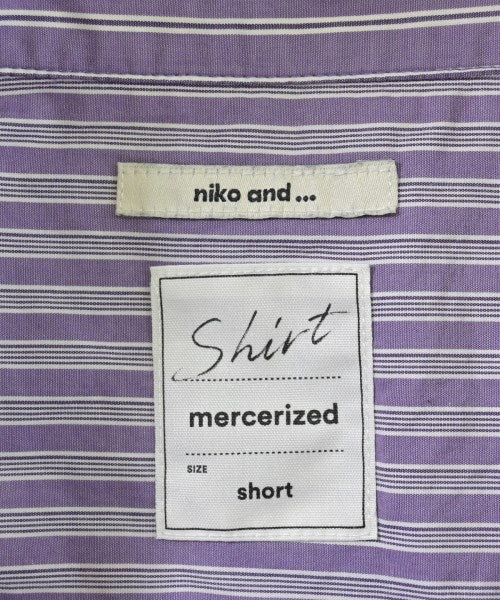 niko and ...
Shirt
mercerized
SIZE
short